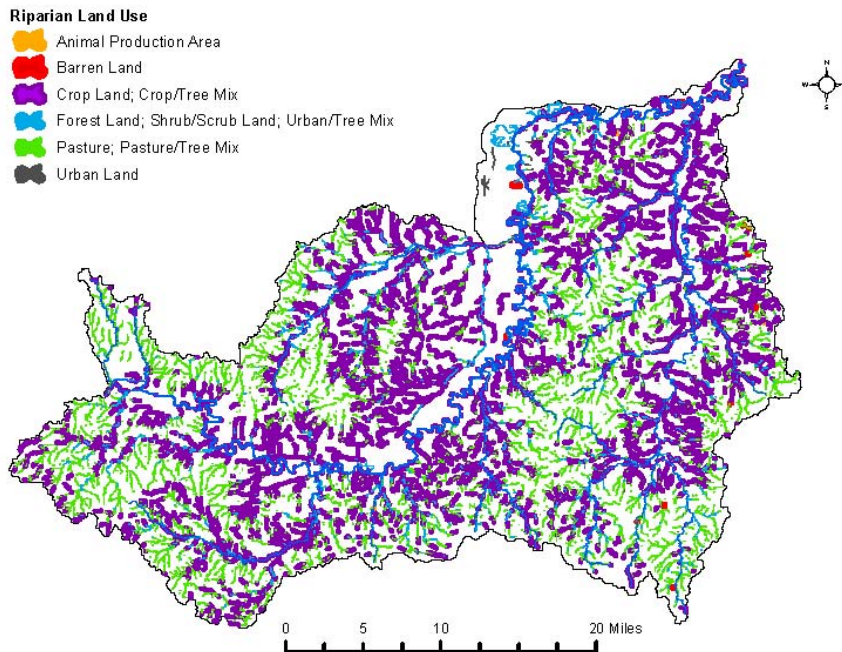 Riparian Land Use
Animal Production Area
Barren Land
Crop Land; Crop/Tree Mix
Forest Land; Shrub/Scrub Land; Urban/Tree Mix
Pasture; Pasture/Tree Mix
Urban Land
N
W E
S
0 5 10 20 Miles